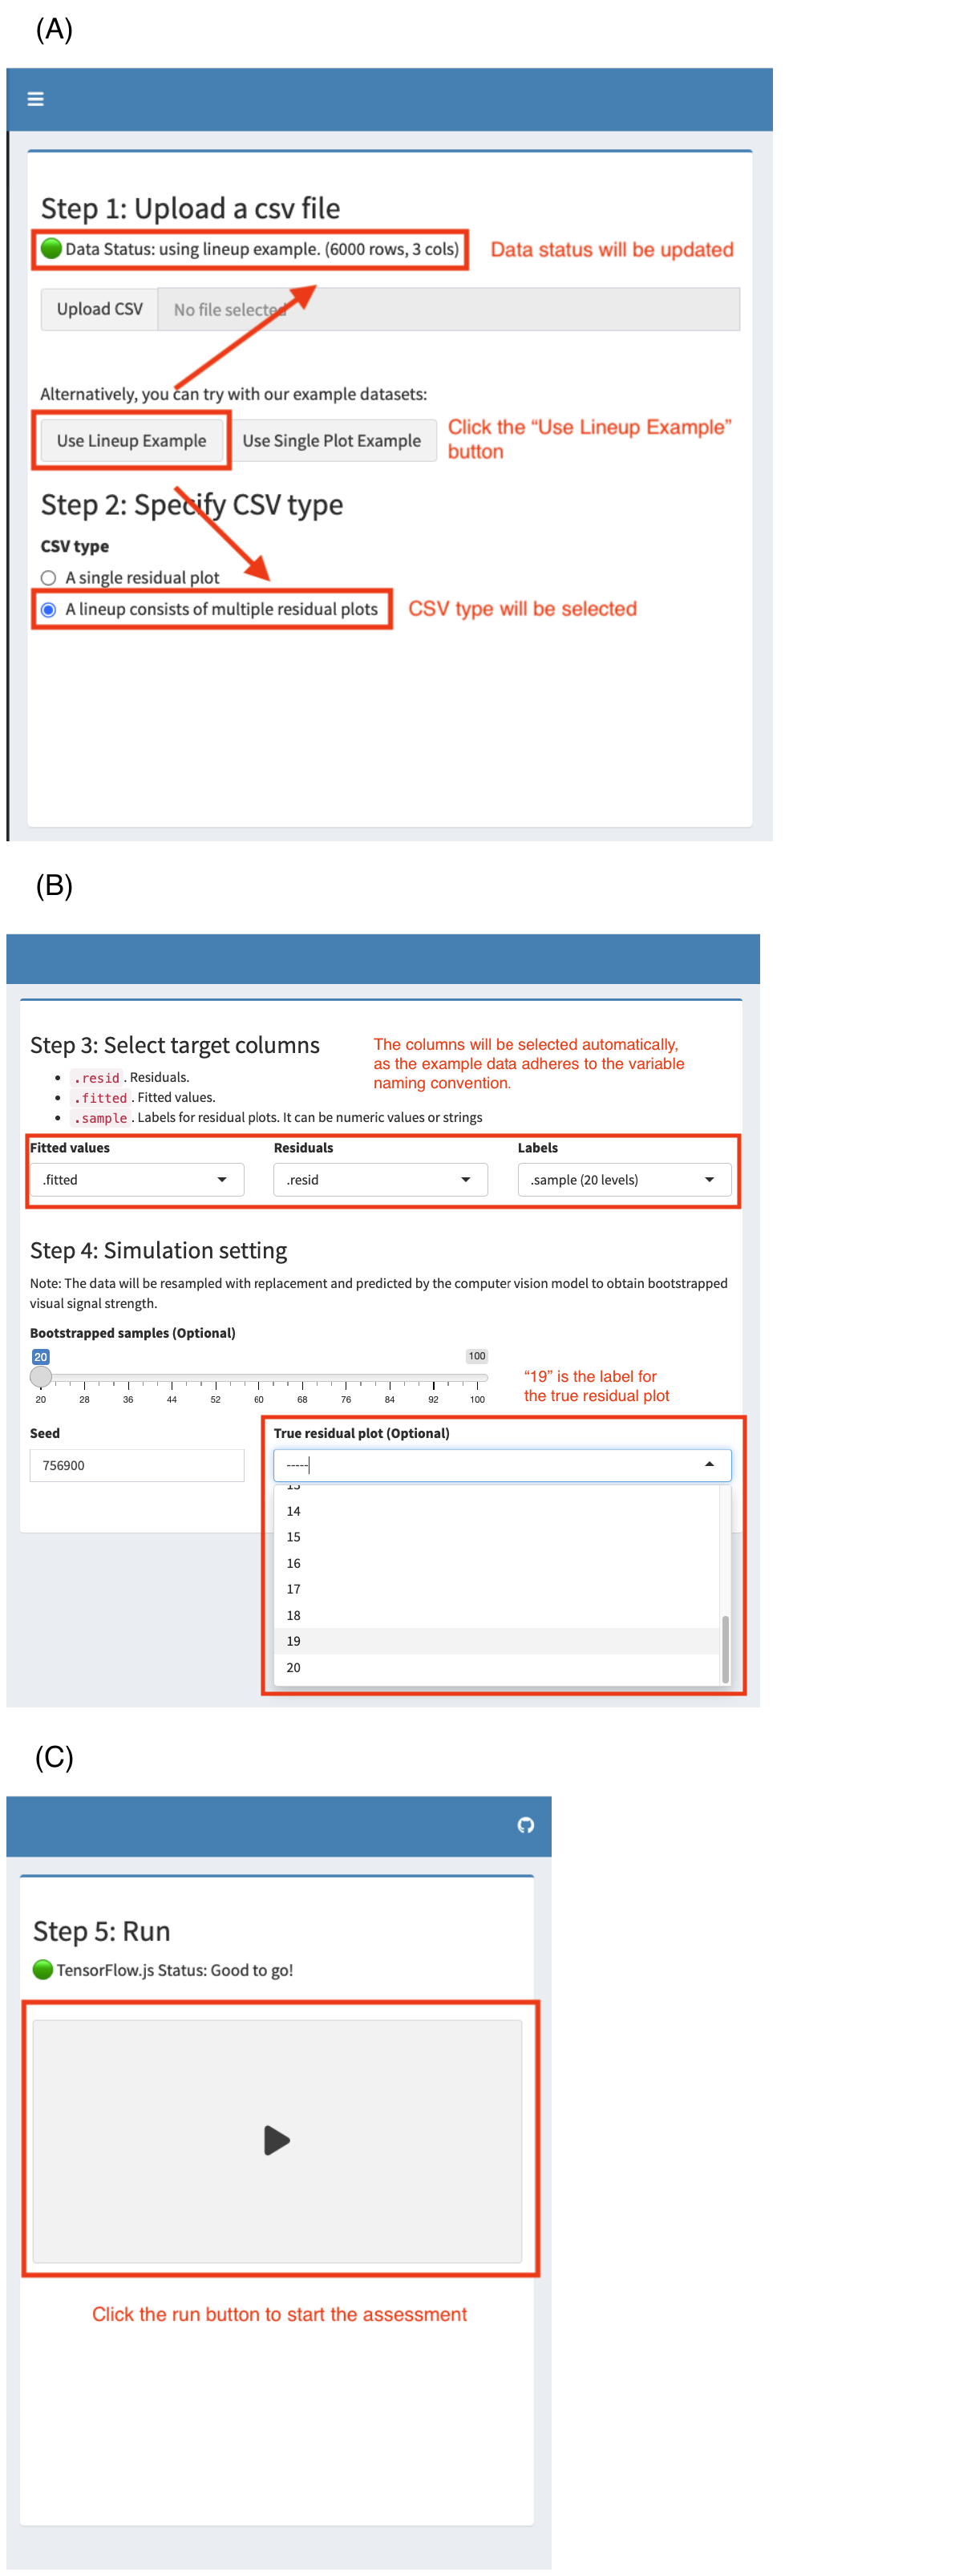 (A)
Step 1: Upload a csv file
Data Status: using lineup example. (6000 rows, 3 cols)
Data status will be updated
Upload CSV
No file selected
Alternatively, you can try with our example datasets:
Use Lineup Example
Use Single Plot Example
Click the “Use Lineup Example”
button
Step 2: Specify CSV type
CSV type
A single residual plot
A lineup consists of multiple residual plots
CSV type will be selected
(B)
Step 3: Select target columns
The columns will be selected automatically,
as the example data adheres to the variable
naming convention.
.resid . Residuals.
.fitted . Fitted values.
.sample . Labels for residual plots. It can be numeric values or strings
Fitted values
Residuals
Labels
.fitted
.resid
.sample (20 levels)
Step 4: Simulation setting
Note: The data will be resampled with replacement and predicted by the computer vision model to obtain bootstrapped
visual signal strength.
Bootstrapped samples (Optional)
20
100
20 28 36 44 52 60 68 76 84 92 100
“19” is the label for
the true residual plot
Seed
True residual plot (Optional)
756900
-----
13
14
15
16
17
18
19
20
(C)
Step 5: Run
TensorFlow.js Status: Good to go!
Click the run button to start the assessment